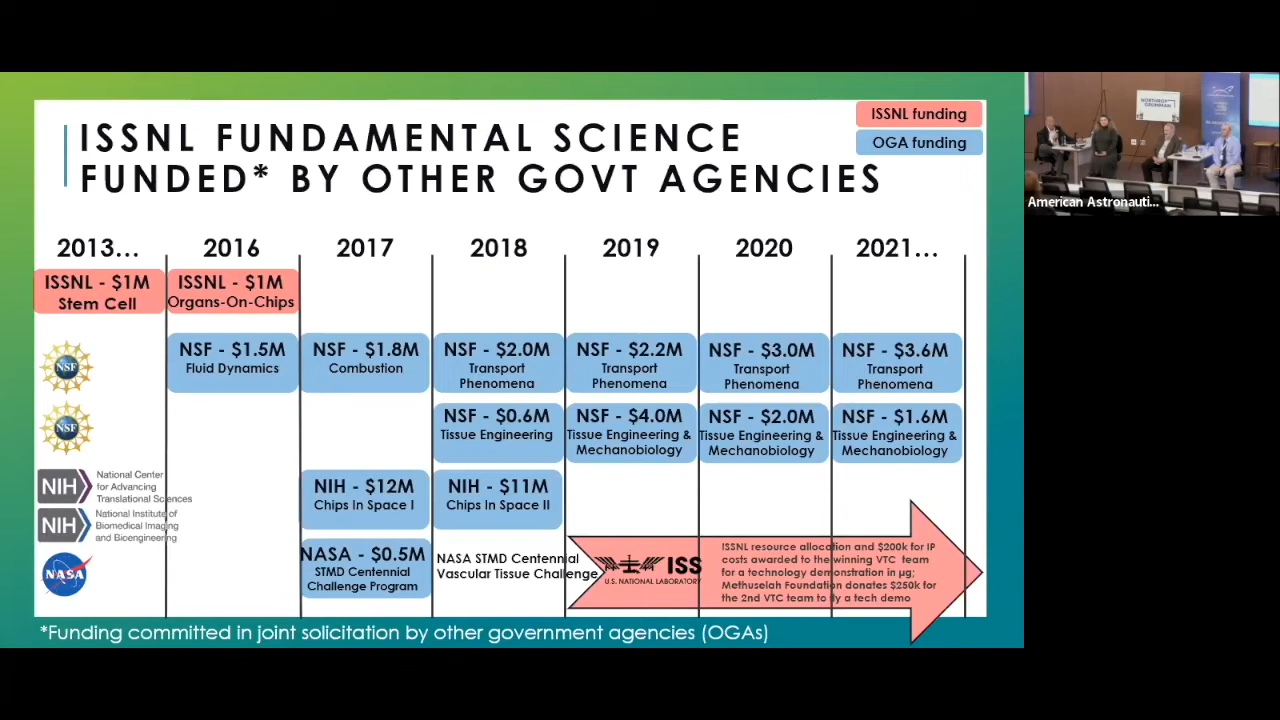 ISSNL FUNDAMENTAL SCIENCE
FUNDED* BY OTHER GOVT AGENCIES
ISSNL funding
OGA funding
NORTHROP
GRUMMAN
American Astronauti...
2013...
2016
2017
2018
2019
2020
2021...
ISSNL - $1M
Stem Cell
ISSNL - $1M
Organs-On-Chips
NSF
NSF - $1.5M
Fluid Dynamics
NSF - $1.8M
Combustion
NSF - $2.0M
Transport
Phenomena
NSF - $2.2M
Transport
Phenomena
NSF - $3.0M
Transport
Phenomena
NSF - $3.6M
Transport
Phenomena
NSF
NSF - $0.6M
Tissue Engineering
NSF - $4.0M
Tissue Engineering &
Mechanobiology
NSF - $2.0M
Tissue Engineering &
Mechanobiology
NSF - $1.6M
Tissue Engineering &
Mechanobiology
NIH
National Center
for Advancing
Translational Sciences
NIH
National Institute of
Biomedical Imaging
and Bioengineering
NIH - $12M
Chips In Space I
NIH - $11M
Chips In Space II
NASA
NASA - $0.5M
STMD Centennial
Challenge Program
NASA STMD Centennial
Vascular Tissue Challenge
ISS
U.S. NATIONAL LABORATORY
ISSNL resource allocation and $200k for IP
costs awarded to the winning VTC team
for a technology demonstration in µg;
Methuselah Foundation donates $250k for
the 2nd VTC team to fly a tech demo
*Funding committed in joint solicitation by other government agencies (OGAs)